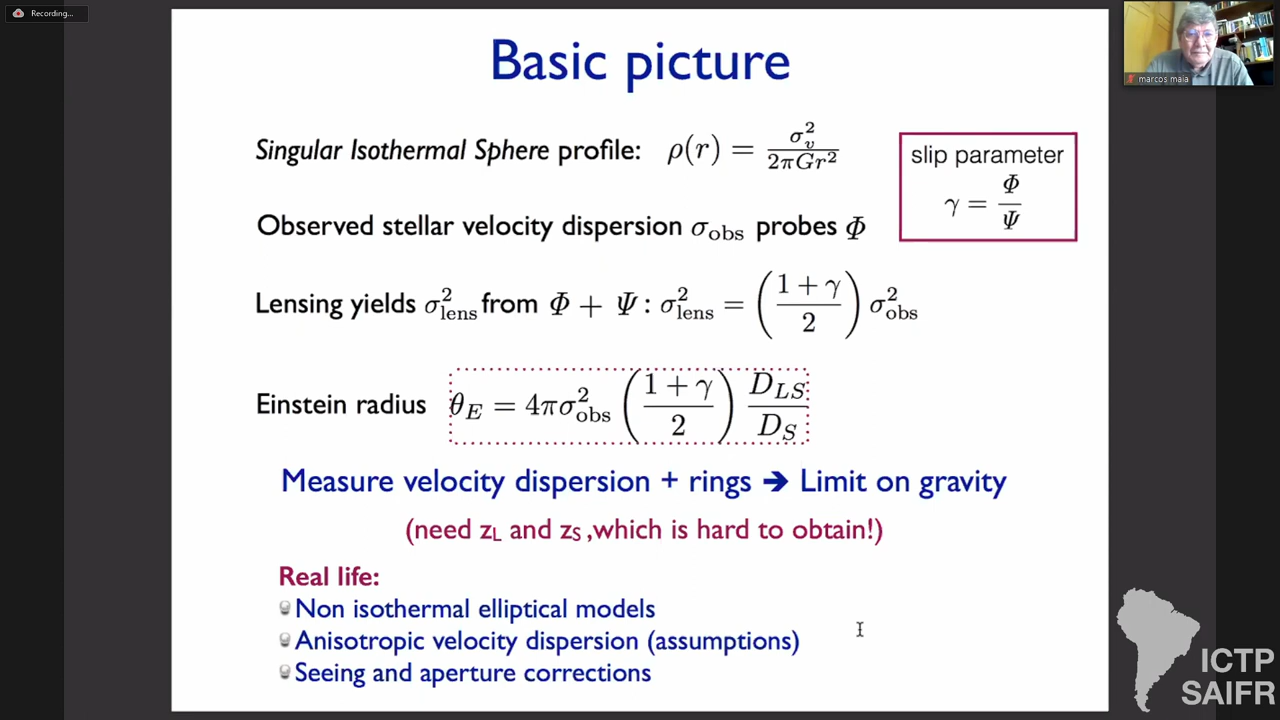 Recording...
marcos maia
Basic picture
Singular Isothermal Sphere profile: ρ(r) = σ_v^2 / 2πGr^2
slip parameter
γ = Φ / Ψ
Observed stellar velocity dispersion σ_obs probes Φ
Lensing yields σ_lens^2 from Φ + Ψ : σ_lens^2 = ( (1 + γ) / 2 ) σ_obs^2
Einstein radius θ_E = 4πσ_obs^2 ( (1 + γ) / 2 ) D_LS / D_S
Measure velocity dispersion + rings ➔ Limit on gravity
(need z_L and z_S ,which is hard to obtain!)
Real life:
Non isothermal elliptical models
Anisotropic velocity dispersion (assumptions)
Seeing and aperture corrections
ICTP
SAIFR